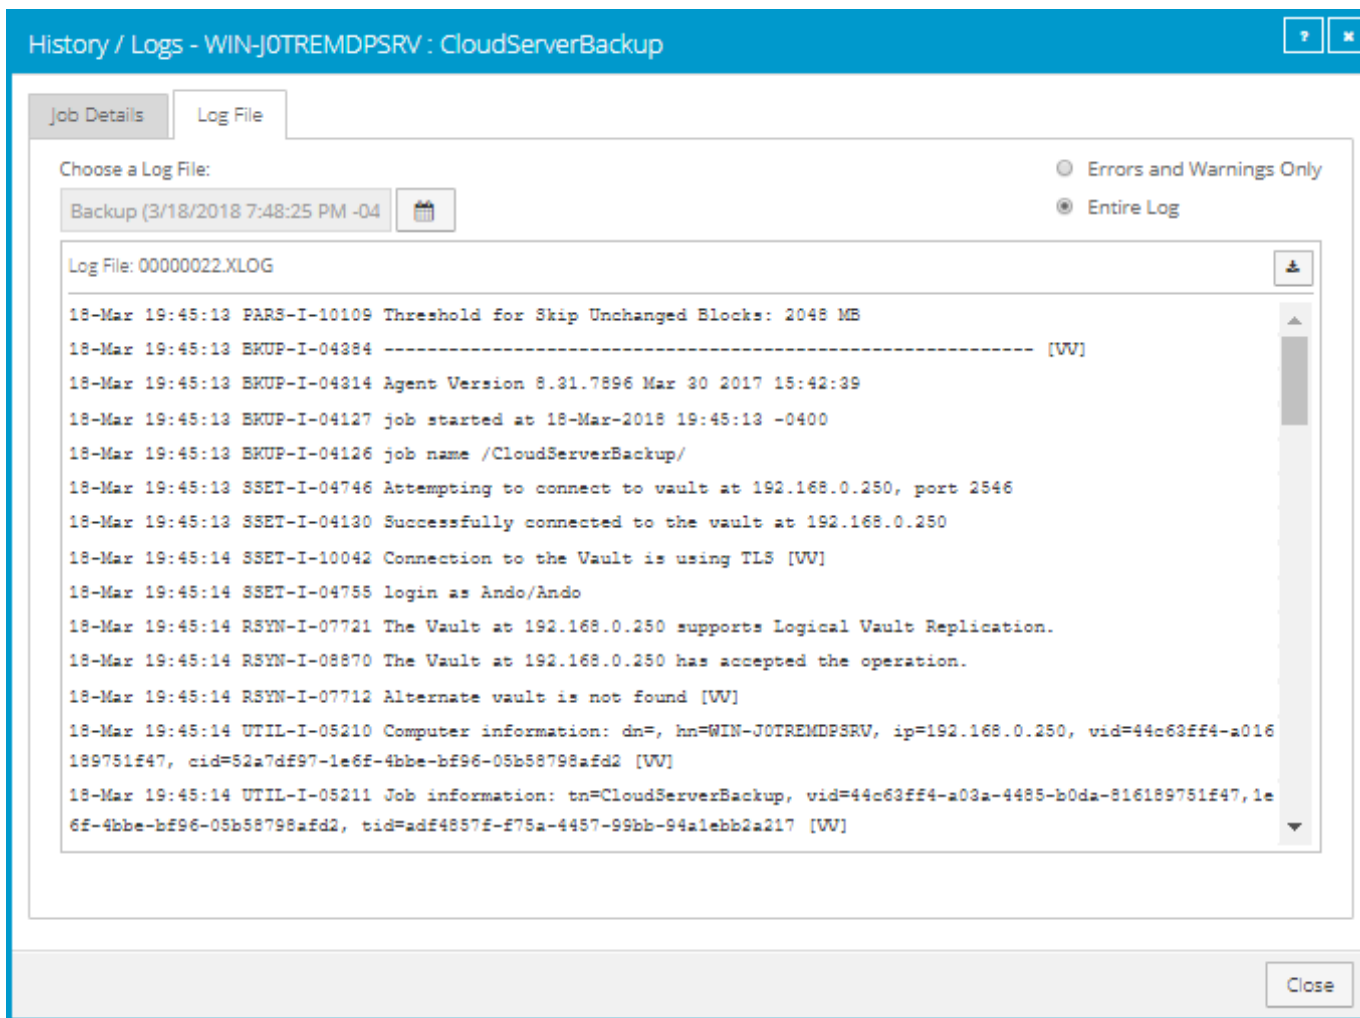 History / Logs - WIN-J0TREMDPSRV : CloudServerBackup
? ×
Job Details Log File
Choose a Log File:
Errors and Warnings Only
Backup (3/18/2018 7:48:25 PM -04
Entire Log
Log File: 00000022.XLOG
18-Mar 19:45:13 PARS-I-10109 Threshold for Skip Unchanged Blocks: 2048 MB
18-Mar 19:45:13 BKUP-I-04384 ------------------------------------------------------------ [VV]
18-Mar 19:45:13 BKUP-I-04314 Agent Version 8.31.7896 Mar 30 2017 15:42:39
18-Mar 19:45:13 BKUP-I-04127 job started at 18-Mar-2018 19:45:13 -0400
18-Mar 19:45:13 BKUP-I-04126 job name /CloudServerBackup/
18-Mar 19:45:13 SSET-I-04746 Attempting to connect to vault at 192.168.0.250, port 2546
18-Mar 19:45:13 SSET-I-04130 Successfully connected to the vault at 192.168.0.250
18-Mar 19:45:14 SSET-I-10042 Connection to the Vault is using TLS [VV]
18-Mar 19:45:14 SSET-I-04755 login as Ando/Ando
18-Mar 19:45:14 RSYN-I-07721 The Vault at 192.168.0.250 supports Logical Vault Replication.
18-Mar 19:45:14 RSYN-I-08870 The Vault at 192.168.0.250 has accepted the operation.
18-Mar 19:45:14 RSYN-I-07712 Alternate vault is not found [VV]
18-Mar 19:45:14 UTIL-I-05210 Computer information: dn=, hn=WIN-J0TREMDPSRV, ip=192.168.0.250, vid=44c63ff4-a016
189751f47, cid=52a7df97-1e6f-4bbe-bf96-05b58798afd2 [VV]
18-Mar 19:45:14 UTIL-I-05211 Job information: tn=CloudServerBackup, vid=44c63ff4-a03a-4485-b0da-816189751f47,1e
6f-4bbe-bf96-05b58798afd2, tid=adf4857f-f75a-4457-99bb-94a1ebb2a217 [VV]
Close